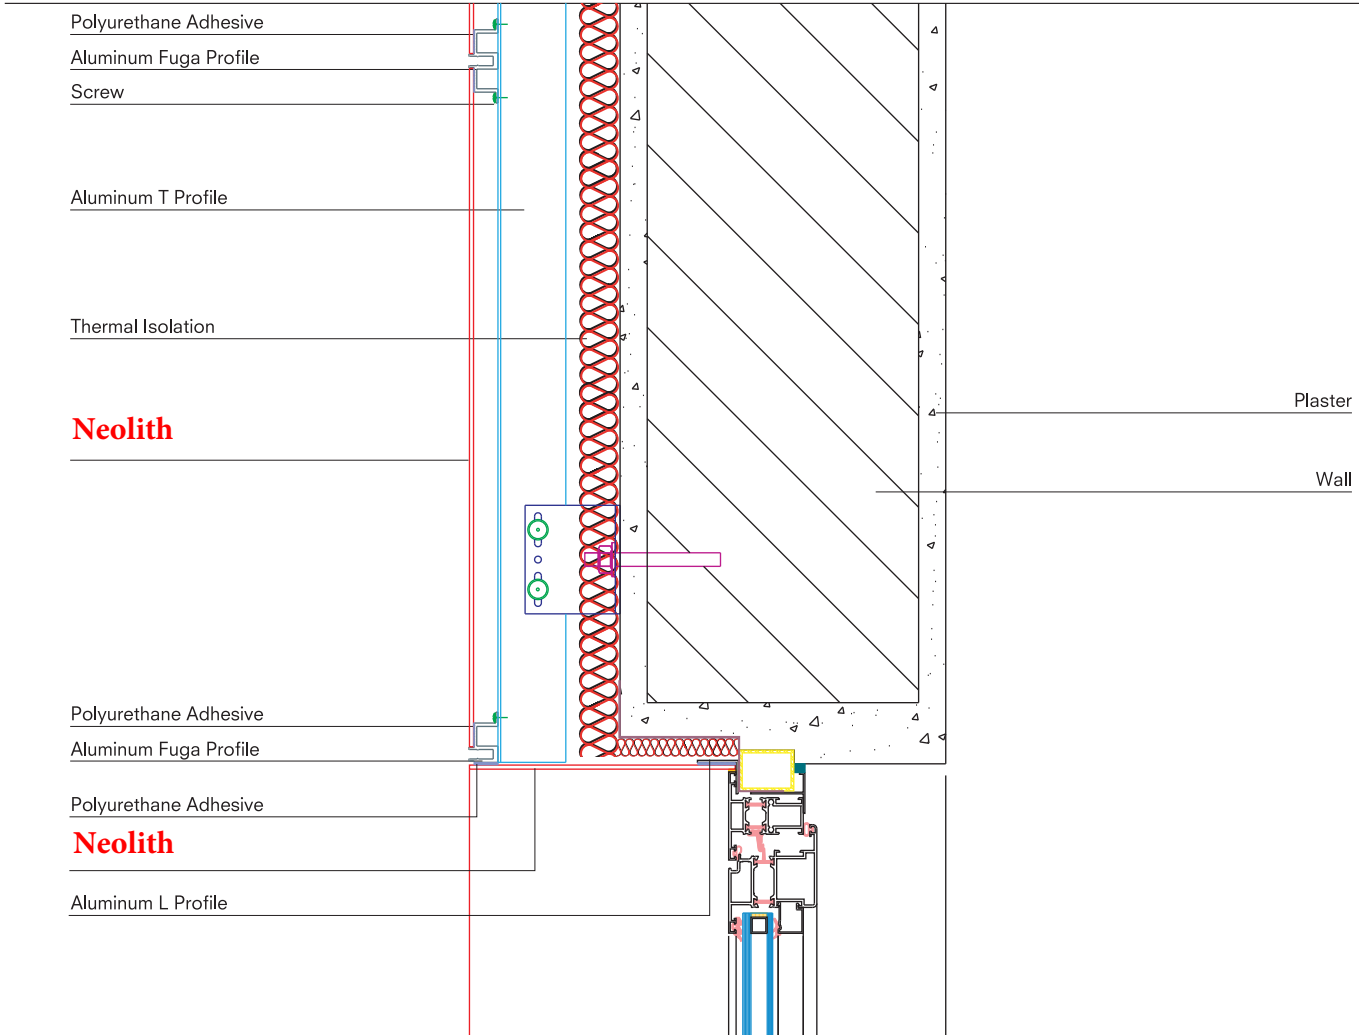 Polyurethane Adhesive
Aluminum Fuga Profile
Screw
Aluminum T Profile
Thermal Isolation
Neolith
Plaster
Wall
Polyurethane Adhesive
Aluminum Fuga Profile
Polyurethane Adhesive
Neolith
Aluminum L Profile